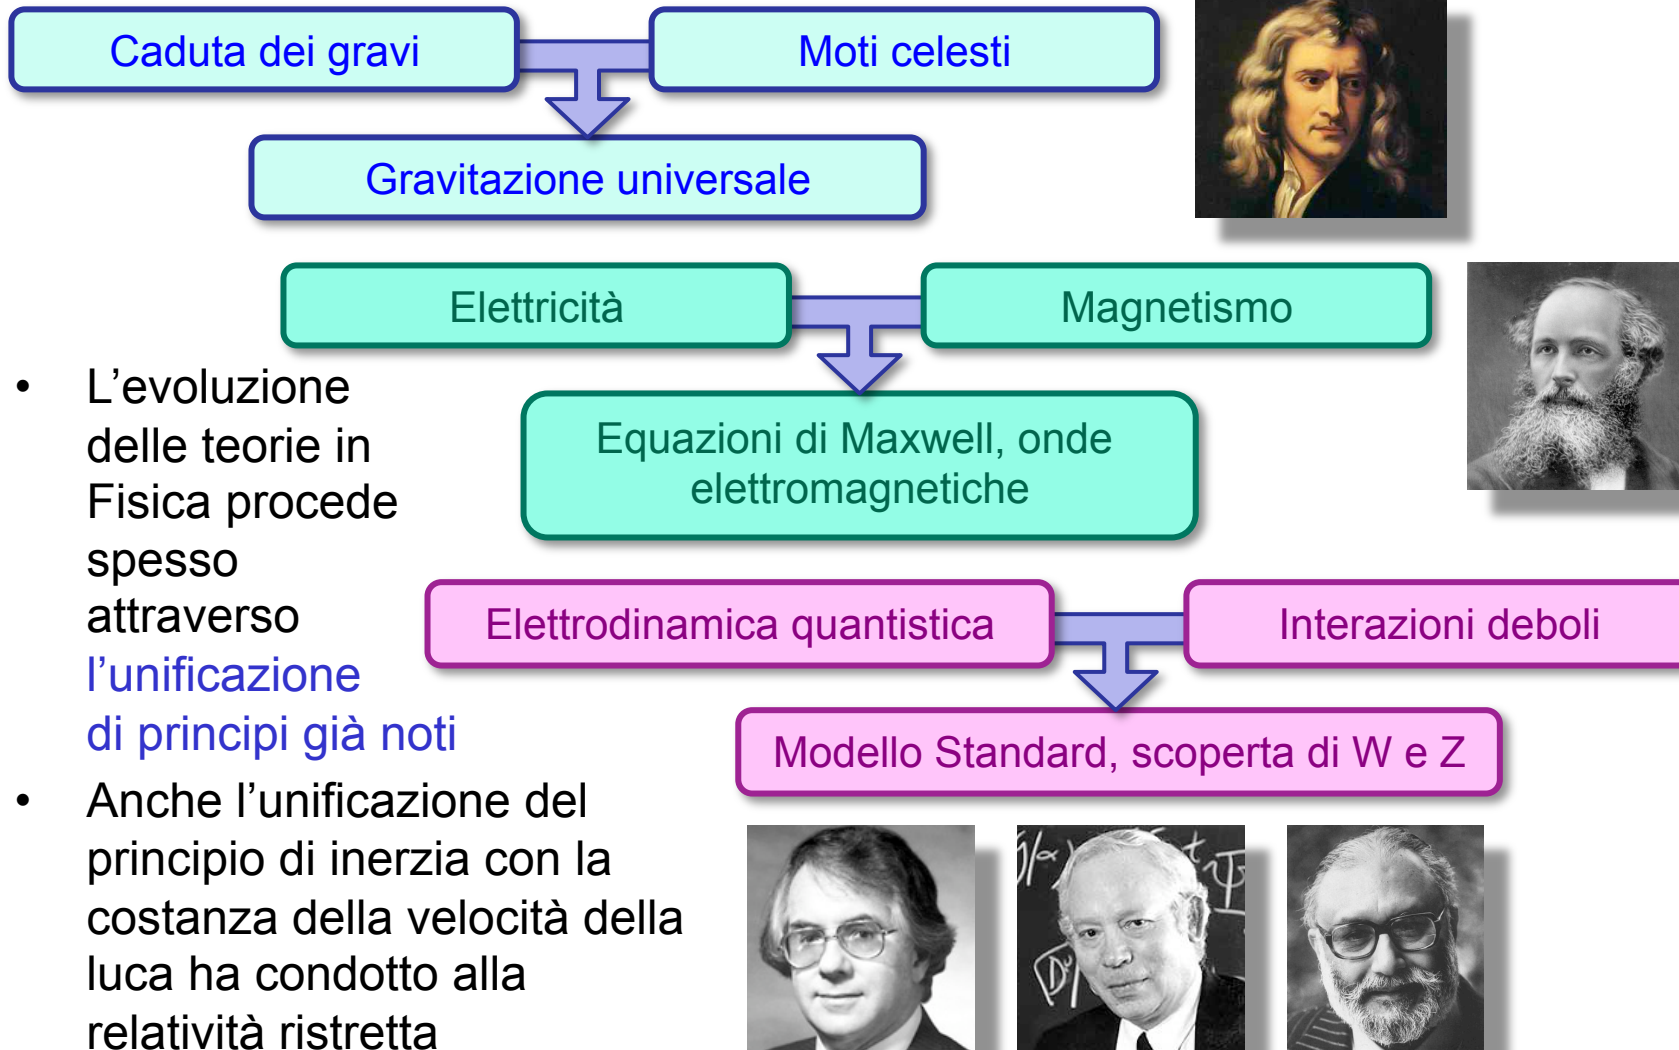 Caduta dei gravi
Moti celesti
Gravitazione universale
Elettricità
Magnetismo
Equazioni di Maxwell, onde
elettromagnetiche
Elettrodinamica quantistica
Interazioni deboli
Modello Standard, scoperta di W e Z
• L’evoluzione
delle teorie in
Fisica procede
spesso
attraverso
l’unificazione
di principi già noti
• Anche l’unificazione del
principio di inerzia con la
costanza della velocità della
luca ha condotto alla
relatività ristretta